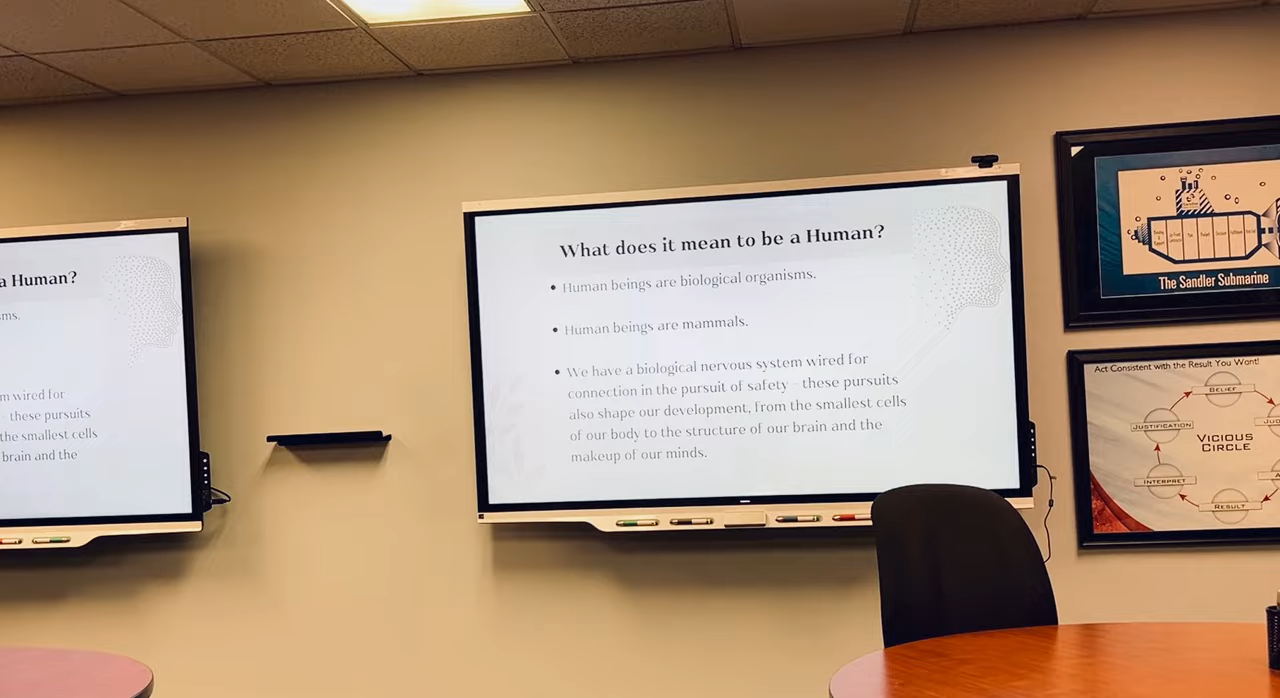 a Human?
sms.
m wired for
- these pursuits
the smallest cells
brain and the
What does it mean to be a Human?
• Human beings are biological organisms.
• Human beings are mammals.
• We have a biological nervous system wired for
connection in the pursuit of safety - these pursuits
also shape our development, from the smallest cells
of our body to the structure of our brain and the
makeup of our minds.
The Sandler Submarine
Act Consistent with the Result You Want!
BELIEF
JUD
JUSTIFICATION
VICIOUS
CIRCLE
INTERPRET
A
RESULT